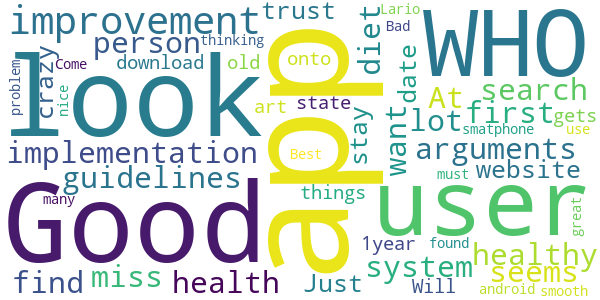 improvement
trust
Lario
Bad
WHO
person
thinking
crazy
Come
download
old
onto
diet
date
problem
look
nice
art
state
At
search
first
gets
use
lot
smatphone
implementation
Best
app
stay
want
arguments
website
guidelines
things
user
must
great
Good
many
1year
found
healthy
seems
find
miss
health
Just
system
Will
android
smooth